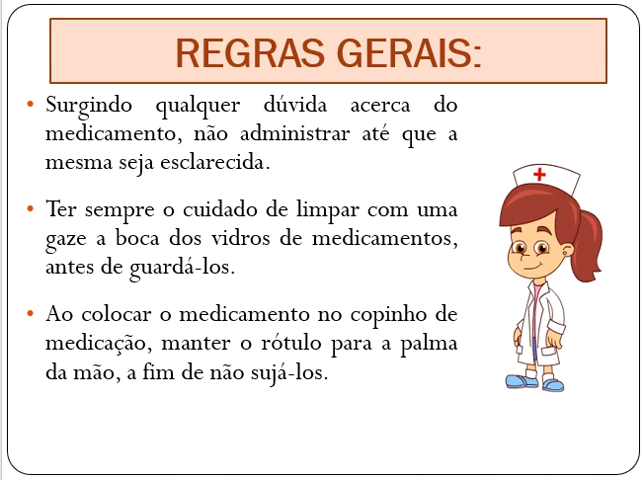 REGRAS GERAIS:
• Surgindo qualquer dúvida acerca do
medicamento, não administrar até que a
mesma seja esclarecida.
• Ter sempre o cuidado de limpar com uma
gaze a boca dos vidros de medicamentos,
antes de guardá-los.
• Ao colocar o medicamento no copinho de
medicação, manter o rótulo para a palma
da mão, a fim de não sujá-los.